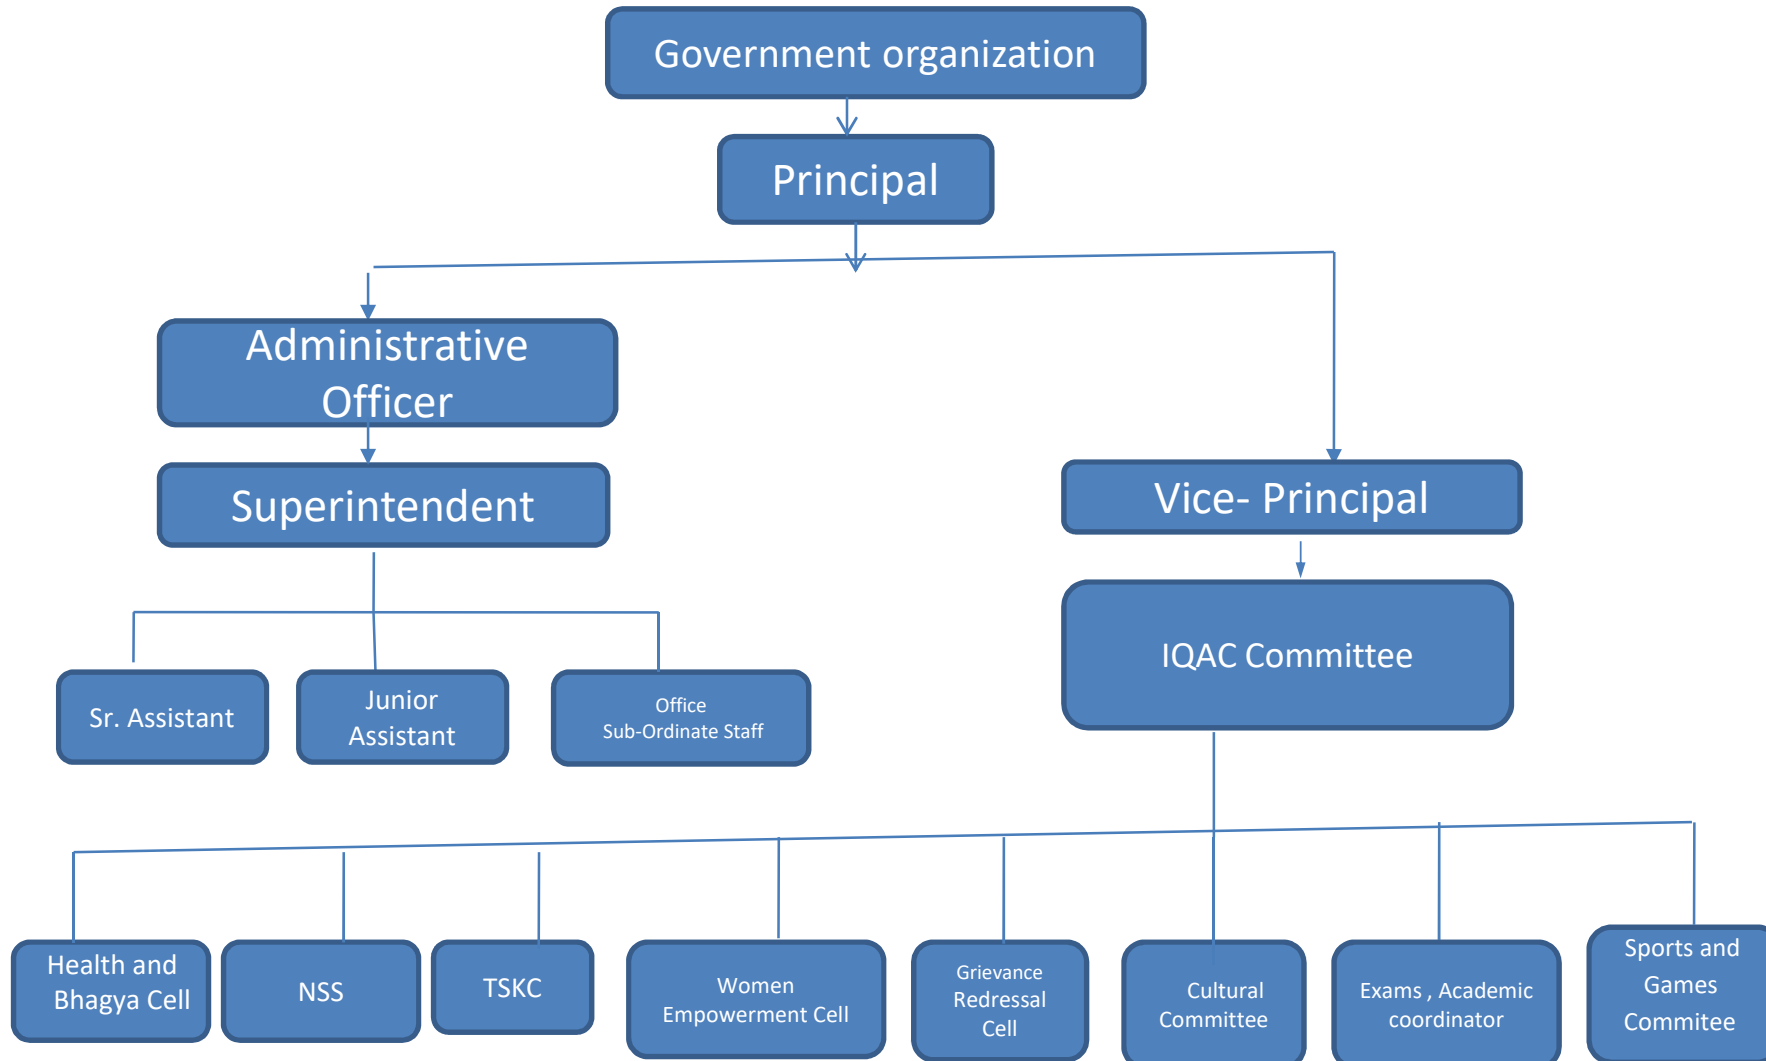 Government organization
Principal
Administrative
Officer
Superintendent
Vice- Principal
IQAC Committee
Sr. Assistant
Junior
Assistant
Office
Sub-Ordinate Staff
Health and
Bhagya Cell
NSS
TSKC
Women
Empowerment Cell
Grievance
Redressal
Cell
Cultural
Committee
Exams , Academic
coordinator
Sports and
Games
Commitee